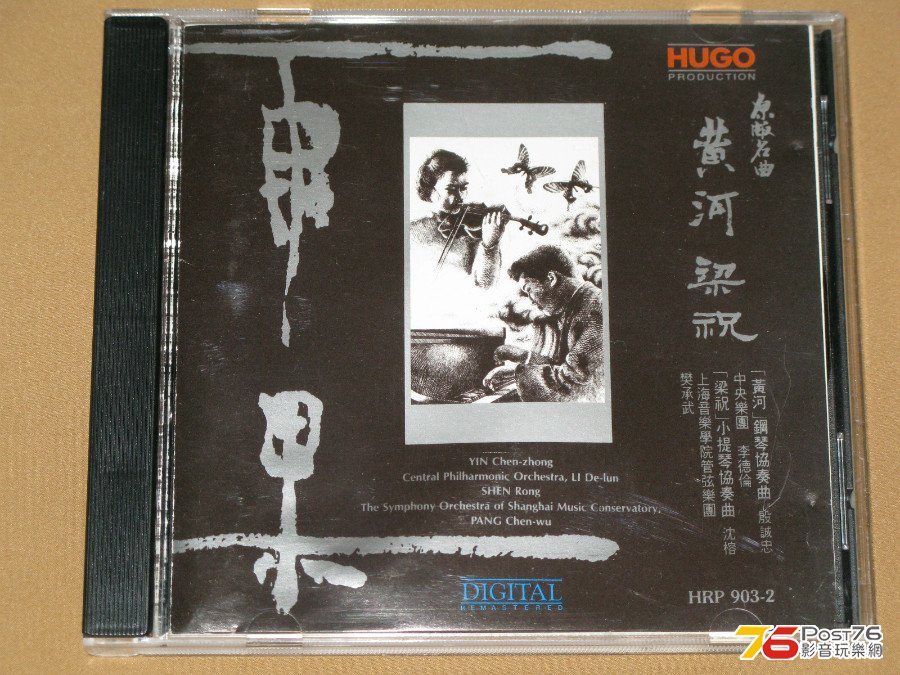 HUGO
PRODUCTION
原版名曲
黃河
梁祝
「黃河」鋼琴協奏曲 殷誠忠
中央樂團 李德倫
「梁祝」小提琴協奏曲 沈榕
上海音樂學院管弦樂團
樊承武
YIN Chen-zhong
Central Philharmonic Orchestra, LI De-lun
SHEN Rong
The Symphony Orchestra of Shanghai Music Conservatory,
PANG Chen-wu
DIGITAL
REMASTERED
HRP 903-2
76 Post76
影音玩樂網